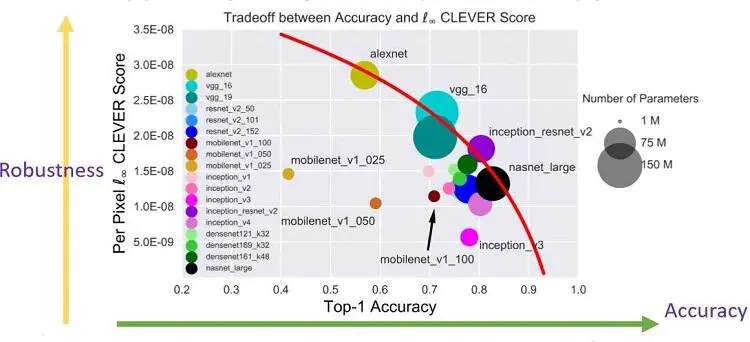 Tradeoff between Accuracy and ℓ∞ CLEVER Score
Robustness
Per Pixel ℓ∞ CLEVER Score
3.5E-08
3.0E-08
2.5E-08
2.0E-08
1.5E-08
1.0E-08
5.0E-09
alexnet
vgg_16
vgg_19
resnet_v2_50
resnet_v2_101
resnet_v2_152
mobilenet_v1_100
mobilenet_v1_050
mobilenet_v1_025
inception_v1
inception_v2
inception_v3
inception_resnet_v2
inception_v4
densenet121_k32
densenet169_k32
densenet161_k48
nasnet_large
alexnet
vgg_16
inception_resnet_v2
mobilenet_v1_025
nasnet_large
mobilenet_v1_050
inception_v3
mobilenet_v1_100
Number of Parameters
1 M
75 M
150 M
0.2 0.3 0.4 0.5 0.6 0.7 0.8 0.9 1.0
Top-1 Accuracy
Accuracy